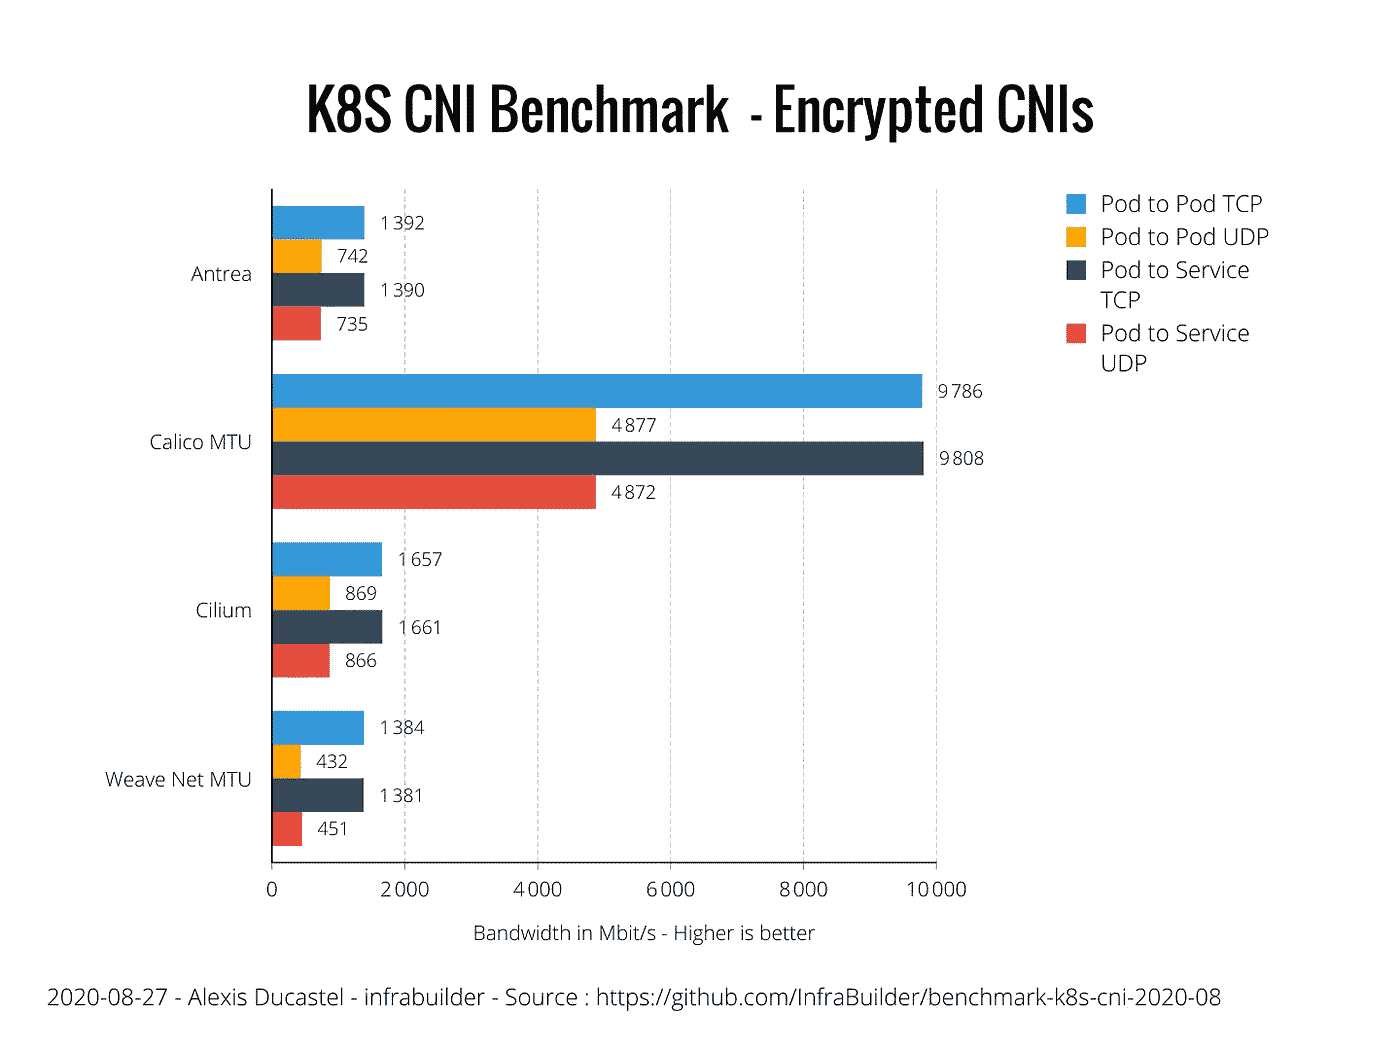 K8S CNI Benchmark - Encrypted CNIs
Pod to Pod TCP
Pod to Pod UDP
Pod to Service
TCP
Pod to Service
UDP
Antrea
1 392
742
1 390
735
Calico MTU
9 786
4 877
9 808
4 872
Cilium
1 657
869
1 661
866
Weave Net MTU
1 384
432
1 381
451
0 2 000 4 000 6 000 8 000 10 000
Bandwidth in Mbit/s - Higher is better
2020-08-27 - Alexis Ducastel - infrabuilder - Source : https://github.com/InfraBuilder/benchmark-k8s-cni-2020-08